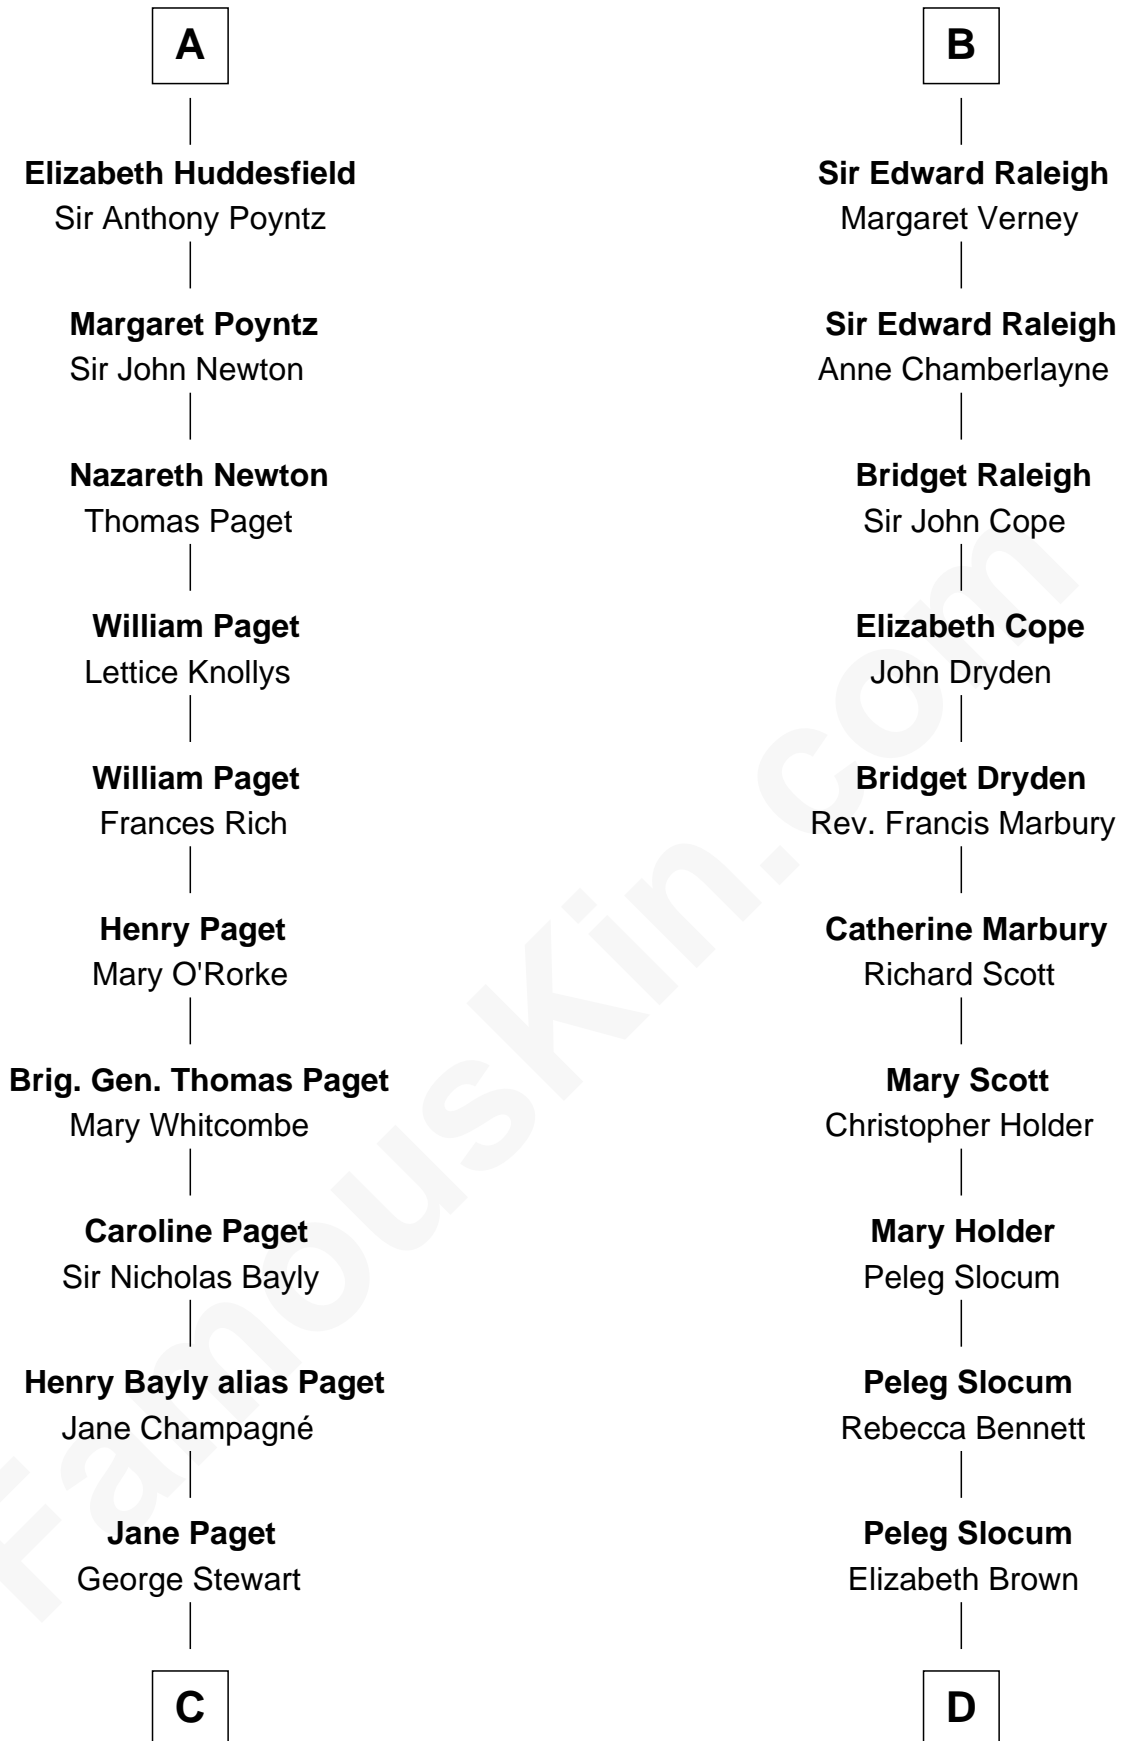 A
Elizabeth Huddesfield
Sir Anthony Poyntz
Margaret Poyntz
Sir John Newton
Nazareth Newton
Thomas Paget
William Paget
Lettice Knollys
William Paget
Frances Rich
Henry Paget
Mary O'Rorke
Brig. Gen. Thomas Paget
Mary Whitcombe
Caroline Paget
Sir Nicholas Bayly
Henry Bayly alias Paget
Jane Champagné
Jane Paget
George Stewart
C
B
Sir Edward Raleigh
Margaret Verney
Sir Edward Raleigh
Anne Chamberlayne
Bridget Raleigh
Sir John Cope
Elizabeth Cope
John Dryden
Bridget Dryden
Rev. Francis Marbury
Catherine Marbury
Richard Scott
Mary Scott
Christopher Holder
Mary Holder
Peleg Slocum
Peleg Slocum
Rebecca Bennett
Peleg Slocum
Elizabeth Brown
D
FamousKin.com